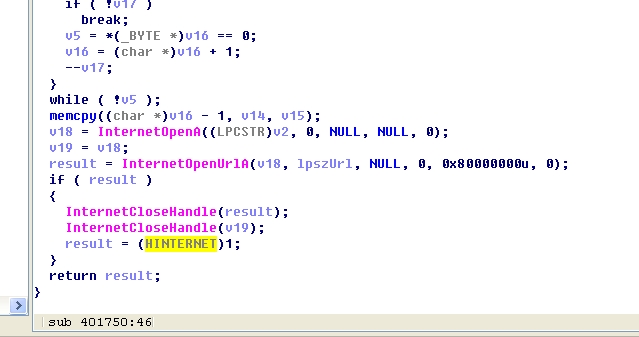 if ( !v17 )
break;
v5 = *(_BYTE *)v16 == 0;
v16 = (char *)v16 + 1;
--v17;
}
while ( !v5 );
memcpy((char *)v16 - 1, v14, v15);
v18 = InternetOpenA((LPCSTR)v2, 0, NULL, NULL, 0);
v19 = v18;
result = InternetOpenUrlA(v18, lpszUrl, NULL, 0, 0x80000000u, 0);
if ( result )
{
InternetCloseHandle(result);
InternetCloseHandle(v19);
result = (HINTERNET)1;
}
return result;
}
sub 401750:46